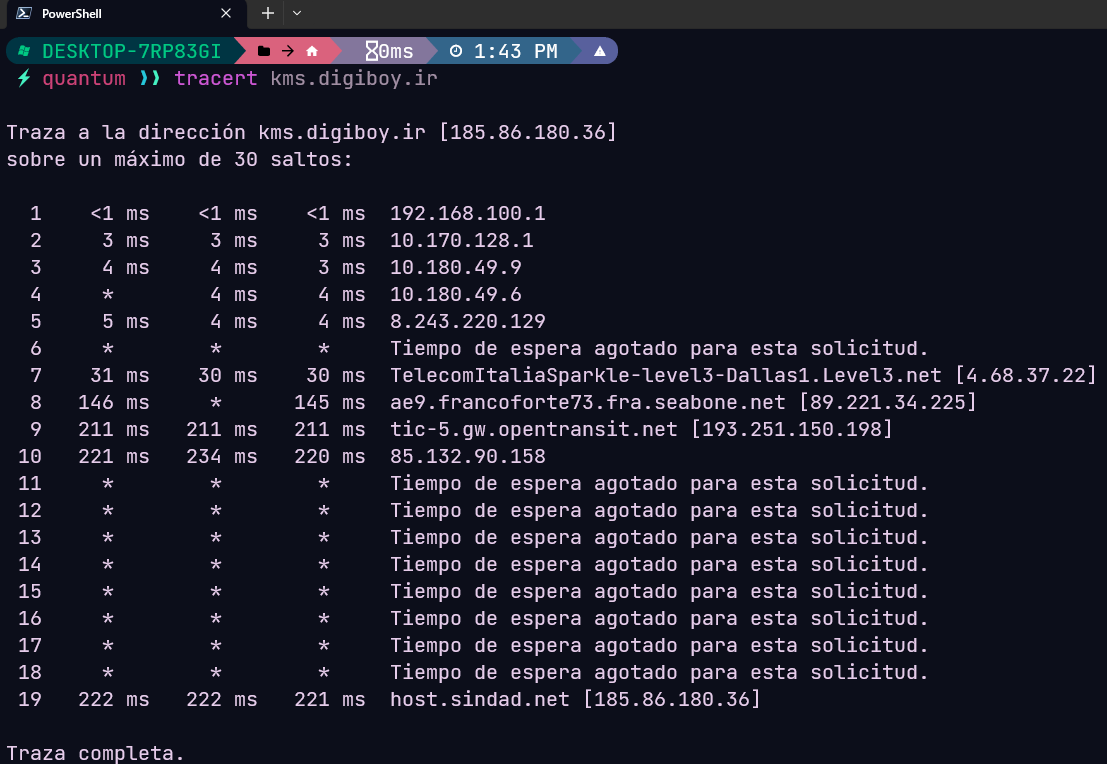 PowerShell
DESKTOP-7RP83GI 0ms 1:43 PM
quantum tracert kms.digiboy.ir
Traza a la dirección kms.digiboy.ir [185.86.180.36]
sobre un máximo de 30 saltos:
1 <1 ms <1 ms <1 ms 192.168.100.1
2 3 ms 3 ms 3 ms 10.170.128.1
3 4 ms 4 ms 3 ms 10.180.49.9
4 * 4 ms 4 ms 10.180.49.6
5 5 ms 4 ms 4 ms 8.243.220.129
6 * * * Tiempo de espera agotado para esta solicitud.
7 31 ms 30 ms 30 ms TelecomItaliaSparkle-level3-Dallas1.Level3.net [4.68.37.22]
8 146 ms * 145 ms ae9.francoforte73.fra.seabone.net [89.221.34.225]
9 211 ms 211 ms 211 ms tic-5.gw.opentransit.net [193.251.150.198]
10 221 ms 234 ms 220 ms 85.132.90.158
11 * * * Tiempo de espera agotado para esta solicitud.
12 * * * Tiempo de espera agotado para esta solicitud.
13 * * * Tiempo de espera agotado para esta solicitud.
14 * * * Tiempo de espera agotado para esta solicitud.
15 * * * Tiempo de espera agotado para esta solicitud.
16 * * * Tiempo de espera agotado para esta solicitud.
17 * * * Tiempo de espera agotado para esta solicitud.
18 * * * Tiempo de espera agotado para esta solicitud.
19 222 ms 222 ms 221 ms host.sindad.net [185.86.180.36]
Traza completa.